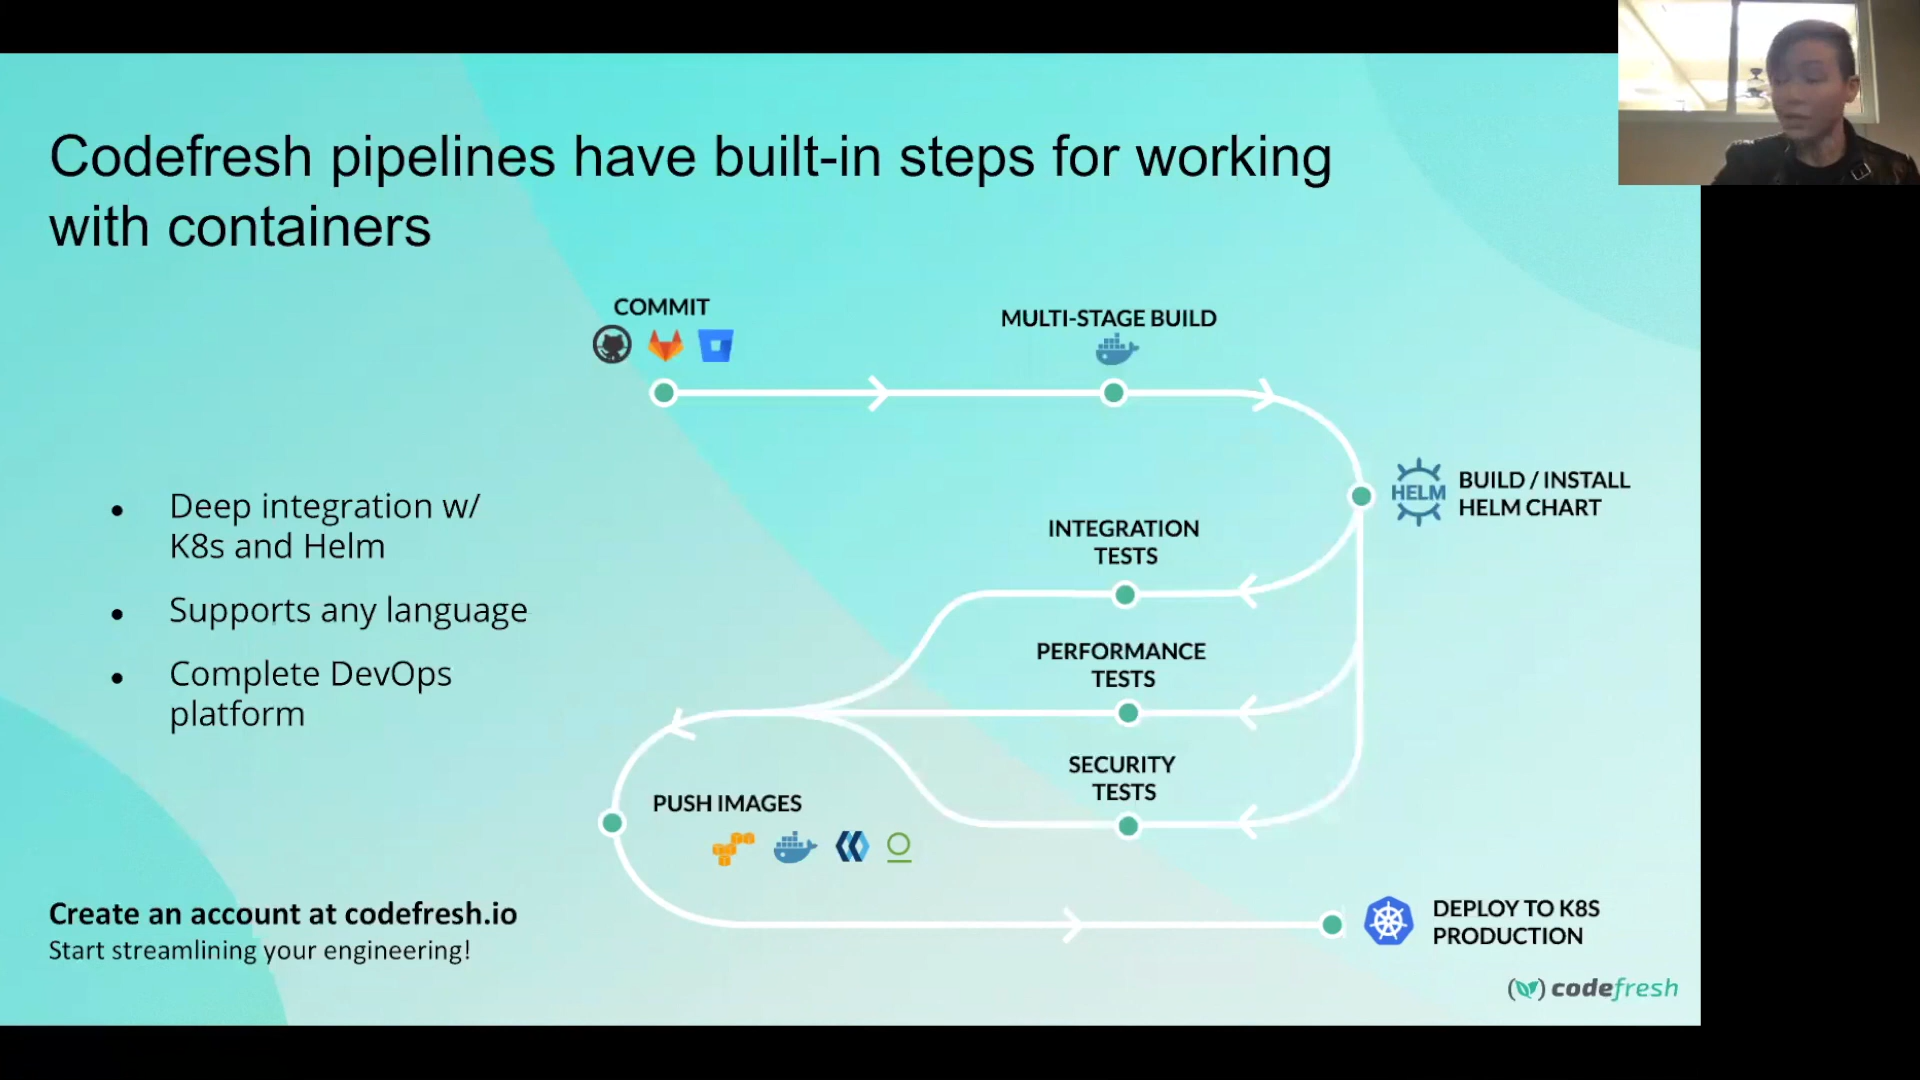 Codefresh pipelines have built-in steps for working
with containers
COMMIT
MULTI-STAGE BUILD
HELM
BUILD / INSTALL
HELM CHART
Deep integration w/
K8s and Helm
Supports any language
Complete DevOps
platform
INTEGRATION
TESTS
PERFORMANCE
TESTS
SECURITY
TESTS
PUSH IMAGES
DEPLOY TO K8S
PRODUCTION
Create an account at codefresh.io
Start streamlining your engineering!
codefresh